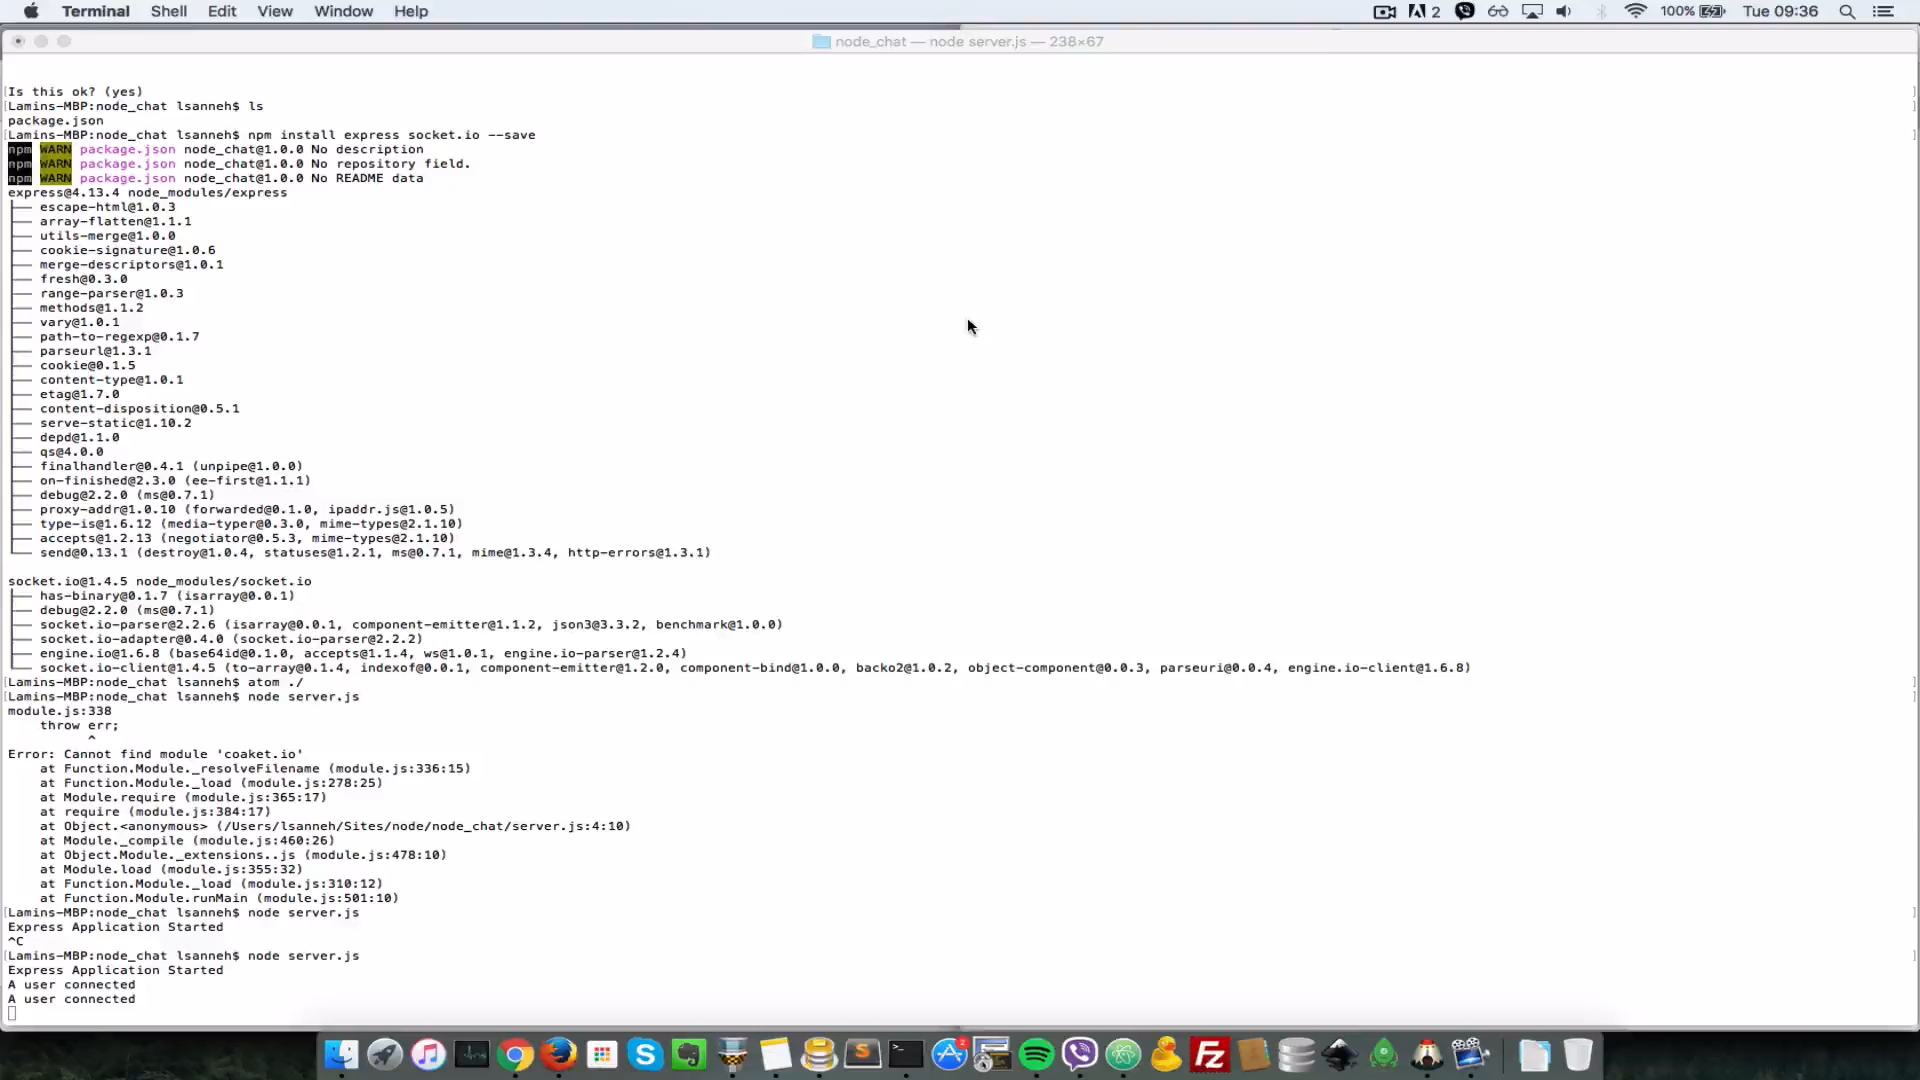 Terminal Shell Edit View Window Help 2 100% Tue 09:36
node_chat — node server.js — 238×67
Is this ok? (yes)
Lamins-MBP:node_chat lsanneh$ ls
package.json
Lamins-MBP:node_chat lsanneh$ npm install express socket.io --save
npm WARN package.json node_chat@1.0.0 No description
npm WARN package.json node_chat@1.0.0 No repository field.
npm WARN package.json node_chat@1.0.0 No README data
express@4.13.4 node_modules/express
├── escape-html@1.0.3
├── array-flatten@1.1.1
├── utils-merge@1.0.0
├── cookie-signature@1.0.6
├── merge-descriptors@1.0.1
├── fresh@0.3.0
├── range-parser@1.0.3
├── methods@1.1.2
├── vary@1.0.1
├── path-to-regexp@0.1.7
├── parseurl@1.3.1
├── cookie@0.1.5
├── content-type@1.0.1
├── etag@1.7.0
├── content-disposition@0.5.1
├── serve-static@1.10.2
├── depd@1.1.0
├── qs@4.0.0
├── finalhandler@0.4.1 (unpipe@1.0.0)
├── on-finished@2.3.0 (ee-first@1.1.1)
├── debug@2.2.0 (ms@0.7.1)
├── proxy-addr@1.0.10 (forwarded@0.1.0, ipaddr.js@1.0.5)
├── type-is@1.6.12 (media-typer@0.3.0, mime-types@2.1.10)
├── accepts@1.2.13 (negotiator@0.5.3, mime-types@2.1.10)
└── send@0.13.1 (destroy@1.0.4, statuses@1.2.1, ms@0.7.1, mime@1.3.4, http-errors@1.3.1)
socket.io@1.4.5 node_modules/socket.io
├── has-binary@0.1.7 (isarray@0.0.1)
├── debug@2.2.0 (ms@0.7.1)
├── socket.io-parser@2.2.6 (isarray@0.0.1, component-emitter@1.1.2, json3@3.3.2, benchmark@1.0.0)
├── socket.io-adapter@0.4.0 (socket.io-parser@2.2.2)
├── engine.io@1.6.8 (base64id@0.1.0, accepts@1.1.4, ws@1.0.1, engine.io-parser@1.2.4)
└── socket.io-client@1.4.5 (to-array@0.1.4, indexof@0.0.1, component-emitter@1.2.0, component-bind@1.0.0, backo2@1.0.2, object-component@0.0.3, parseuri@0.0.4, engine.io-client@1.6.8)
Lamins-MBP:node_chat lsanneh$ atom ./
Lamins-MBP:node_chat lsanneh$ node server.js
module.js:338
    throw err;
          ^
Error: Cannot find module 'coaket.io'
    at Function.Module._resolveFilename (module.js:336:15)
    at Function.Module._load (module.js:278:25)
    at Module.require (module.js:365:17)
    at require (module.js:384:17)
    at Object.<anonymous> (/Users/lsanneh/Sites/node/node_chat/server.js:4:10)
    at Module._compile (module.js:460:26)
    at Object.Module._extensions..js (module.js:478:10)
    at Module.load (module.js:355:32)
    at Function.Module._load (module.js:310:12)
    at Function.Module.runMain (module.js:501:10)
Lamins-MBP:node_chat lsanneh$ node server.js
Express Application Started
^C
Lamins-MBP:node_chat lsanneh$ node server.js
Express Application Started
A user connected
A user connected